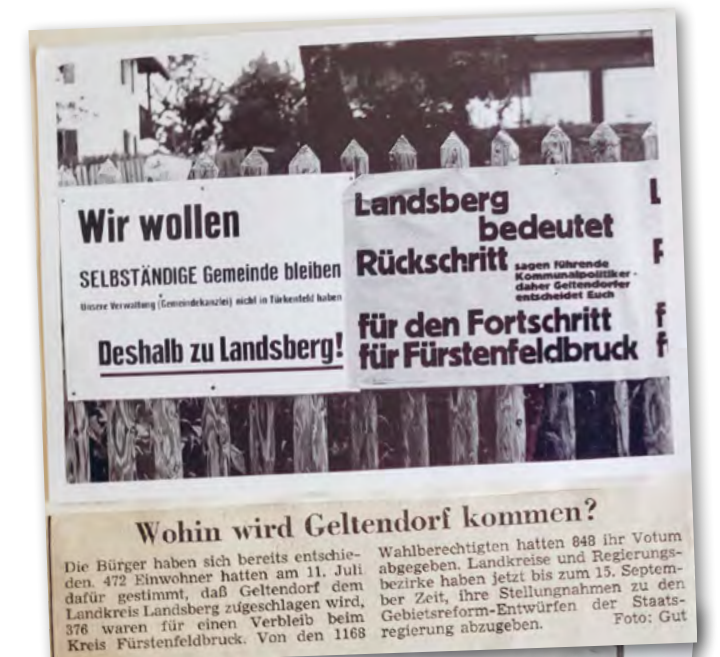 Wir wollen
SELBSTÄNDIGE Gemeinde bleiben
Unsere Verwaltung (Gemeindekanzlei) nicht in Türkenfeld haben
Deshalb zu Landsberg!
Landsberg
bedeutet
Rückschritt
sagen führende
Kommunalpolitiker -
daher Geltendorfer
entscheidet Euch
für den Fortschritt
für Fürstenfeldbruck
L
F
f
f
Wohin wird Geltendorf kommen?
Die Bürger haben sich bereits entschie-
den. 472 Einwohner hatten am 11. Juli
dafür gestimmt, daß Geltendorf dem
Landkreis Landsberg zugeschlagen wird,
376 waren für einen Verbleib beim
Kreis Fürstenfeldbruck. Von den 1168
Wahlberechtigten hatten 848 ihr Votum
abgegeben. Landkreise und Regierungs-
bezirke haben jetzt bis zum 15. Septem-
ber Zeit, ihre Stellungnahmen zu den
Gebietsreform-Entwürfen der Staats-
regierung abzugeben. Foto: Gut